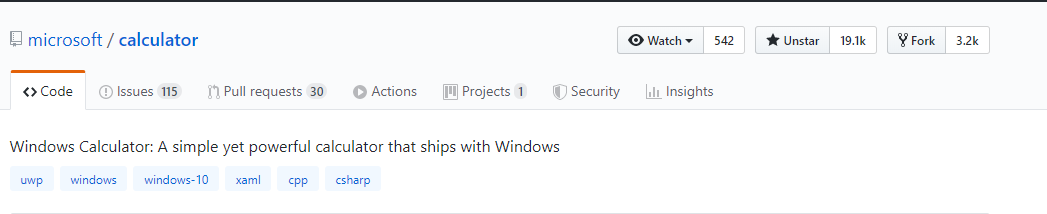 microsoft / calculator Watch 542 Unstar 19.1k Fork 3.2k
Code Issues 115 Pull requests 30 Actions Projects 1 Security Insights
Windows Calculator: A simple yet powerful calculator that ships with Windows
uwp windows windows-10 xaml cpp csharp